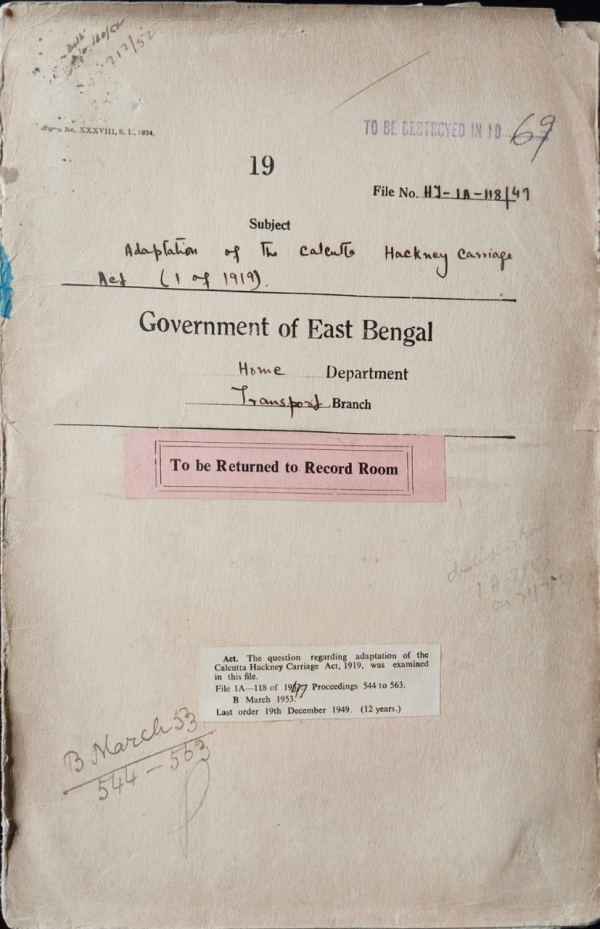 212/52
Form No. XXXVIII, S. I., 1924.
TO BE DESTROYED IN 19 69
19
File No. HJ-1A-118/47
Subject
Adaptation of the Calcutta Hackney Carriage
Act (1 of 1919).
Government of East Bengal
Home Department
Transport Branch
To be Returned to Record Room
Act. The question regarding adaptation of the
Calcutta Hackney Carriage Act, 1919, was examined
in this file.
File 1A—118 of 1947 Proceedings 544 to 563.
B March 1953.
Last order 19th December 1949. (12 years.)
B March 53
544 - 563